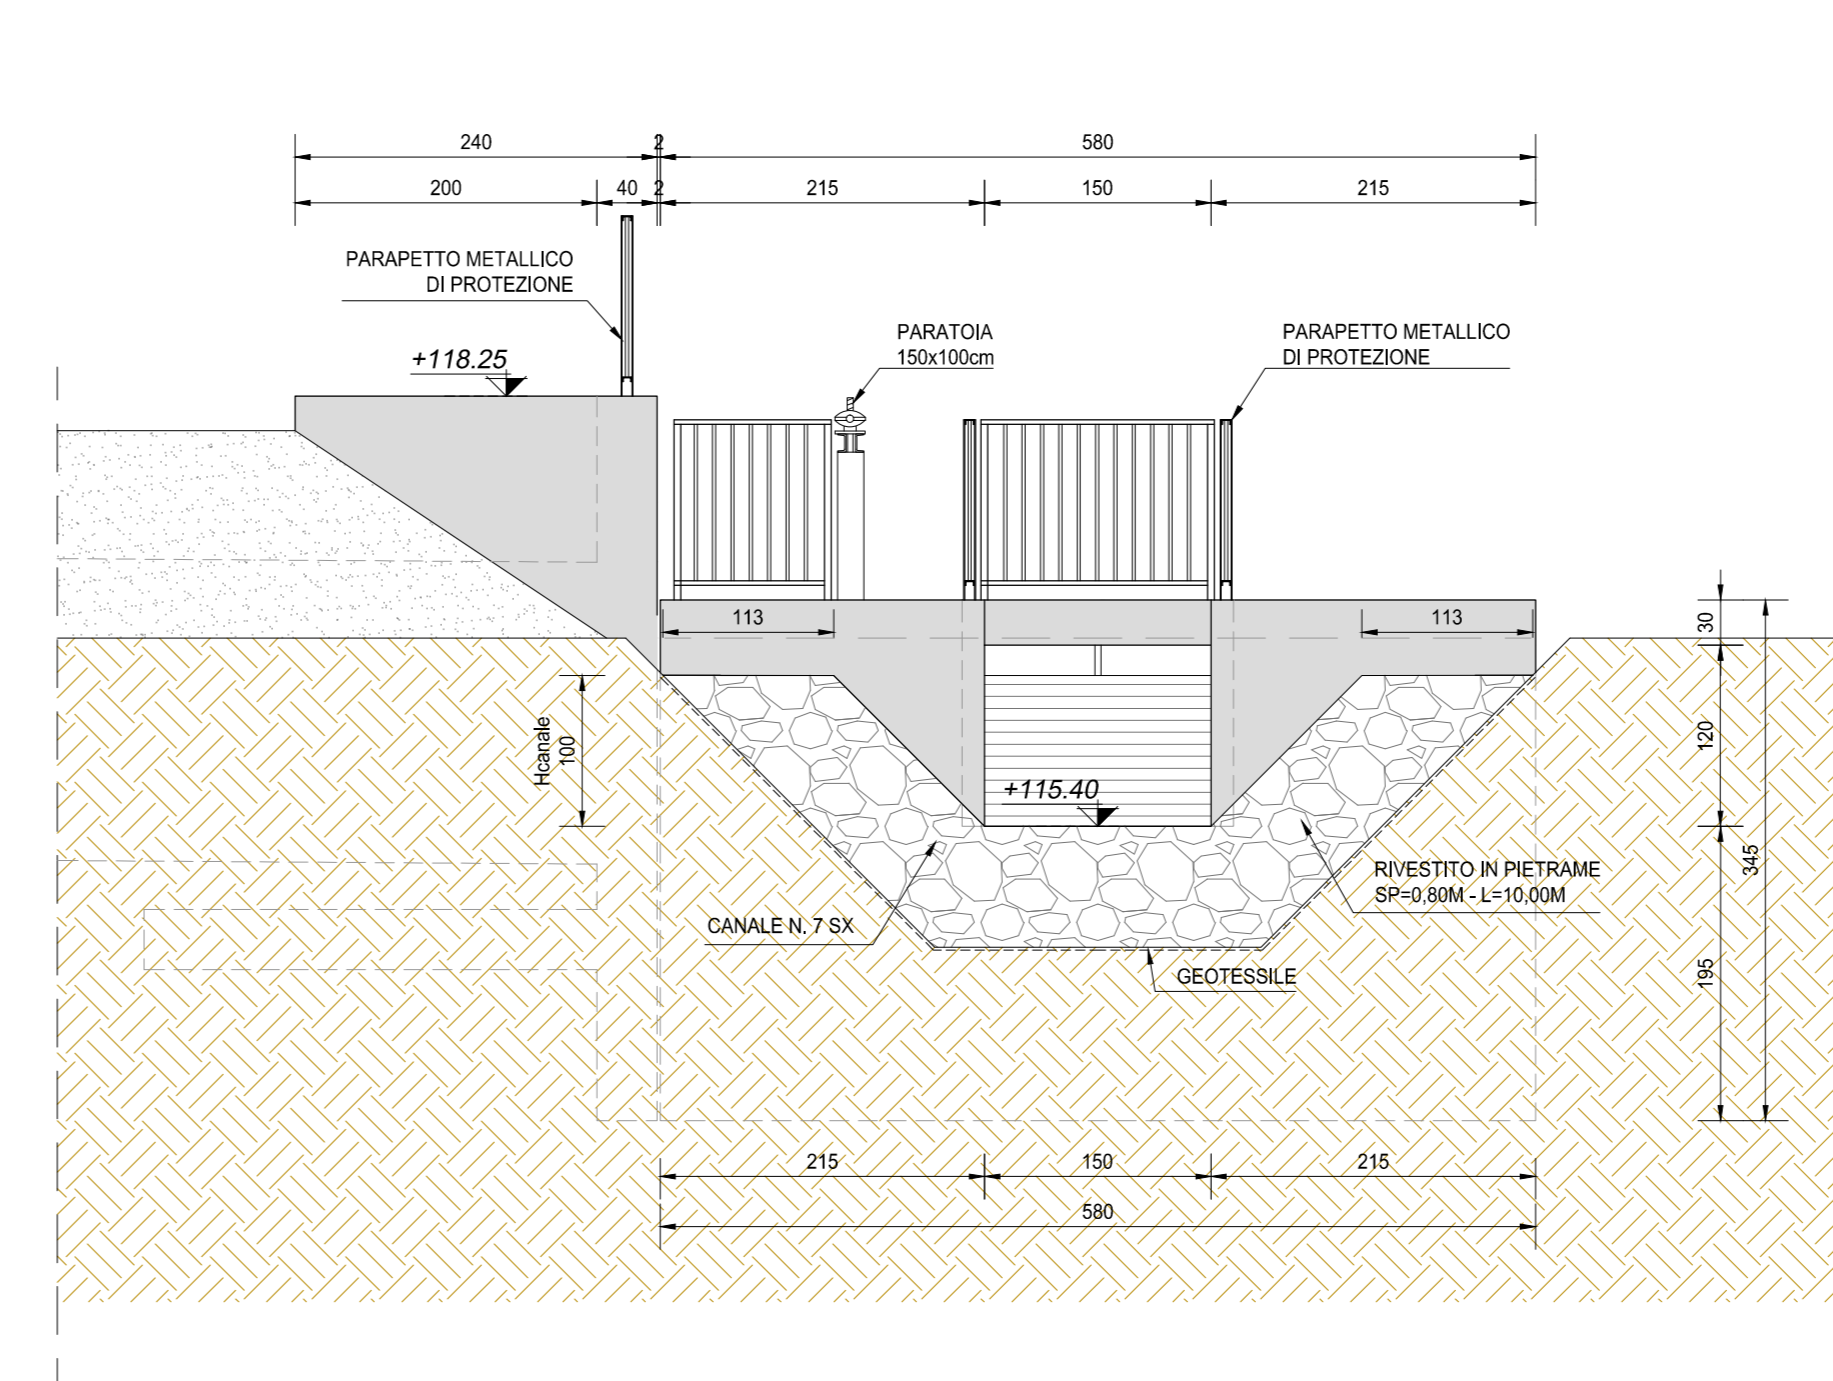 240
2
580
200
40
2
215
150
215
PARAPETTO METALLICO
DI PROTEZIONE
+118.25
PARATOIA
150x100cm
PARAPETTO METALLICO
DI PROTEZIONE
113
113
30
Hcanale
100
120
+115.40
345
RIVESTITO IN PIETRAME
SP=0,80M - L=10,00M
CANALE N. 7 SX
GEOTESSILE
195
215
150
215
580